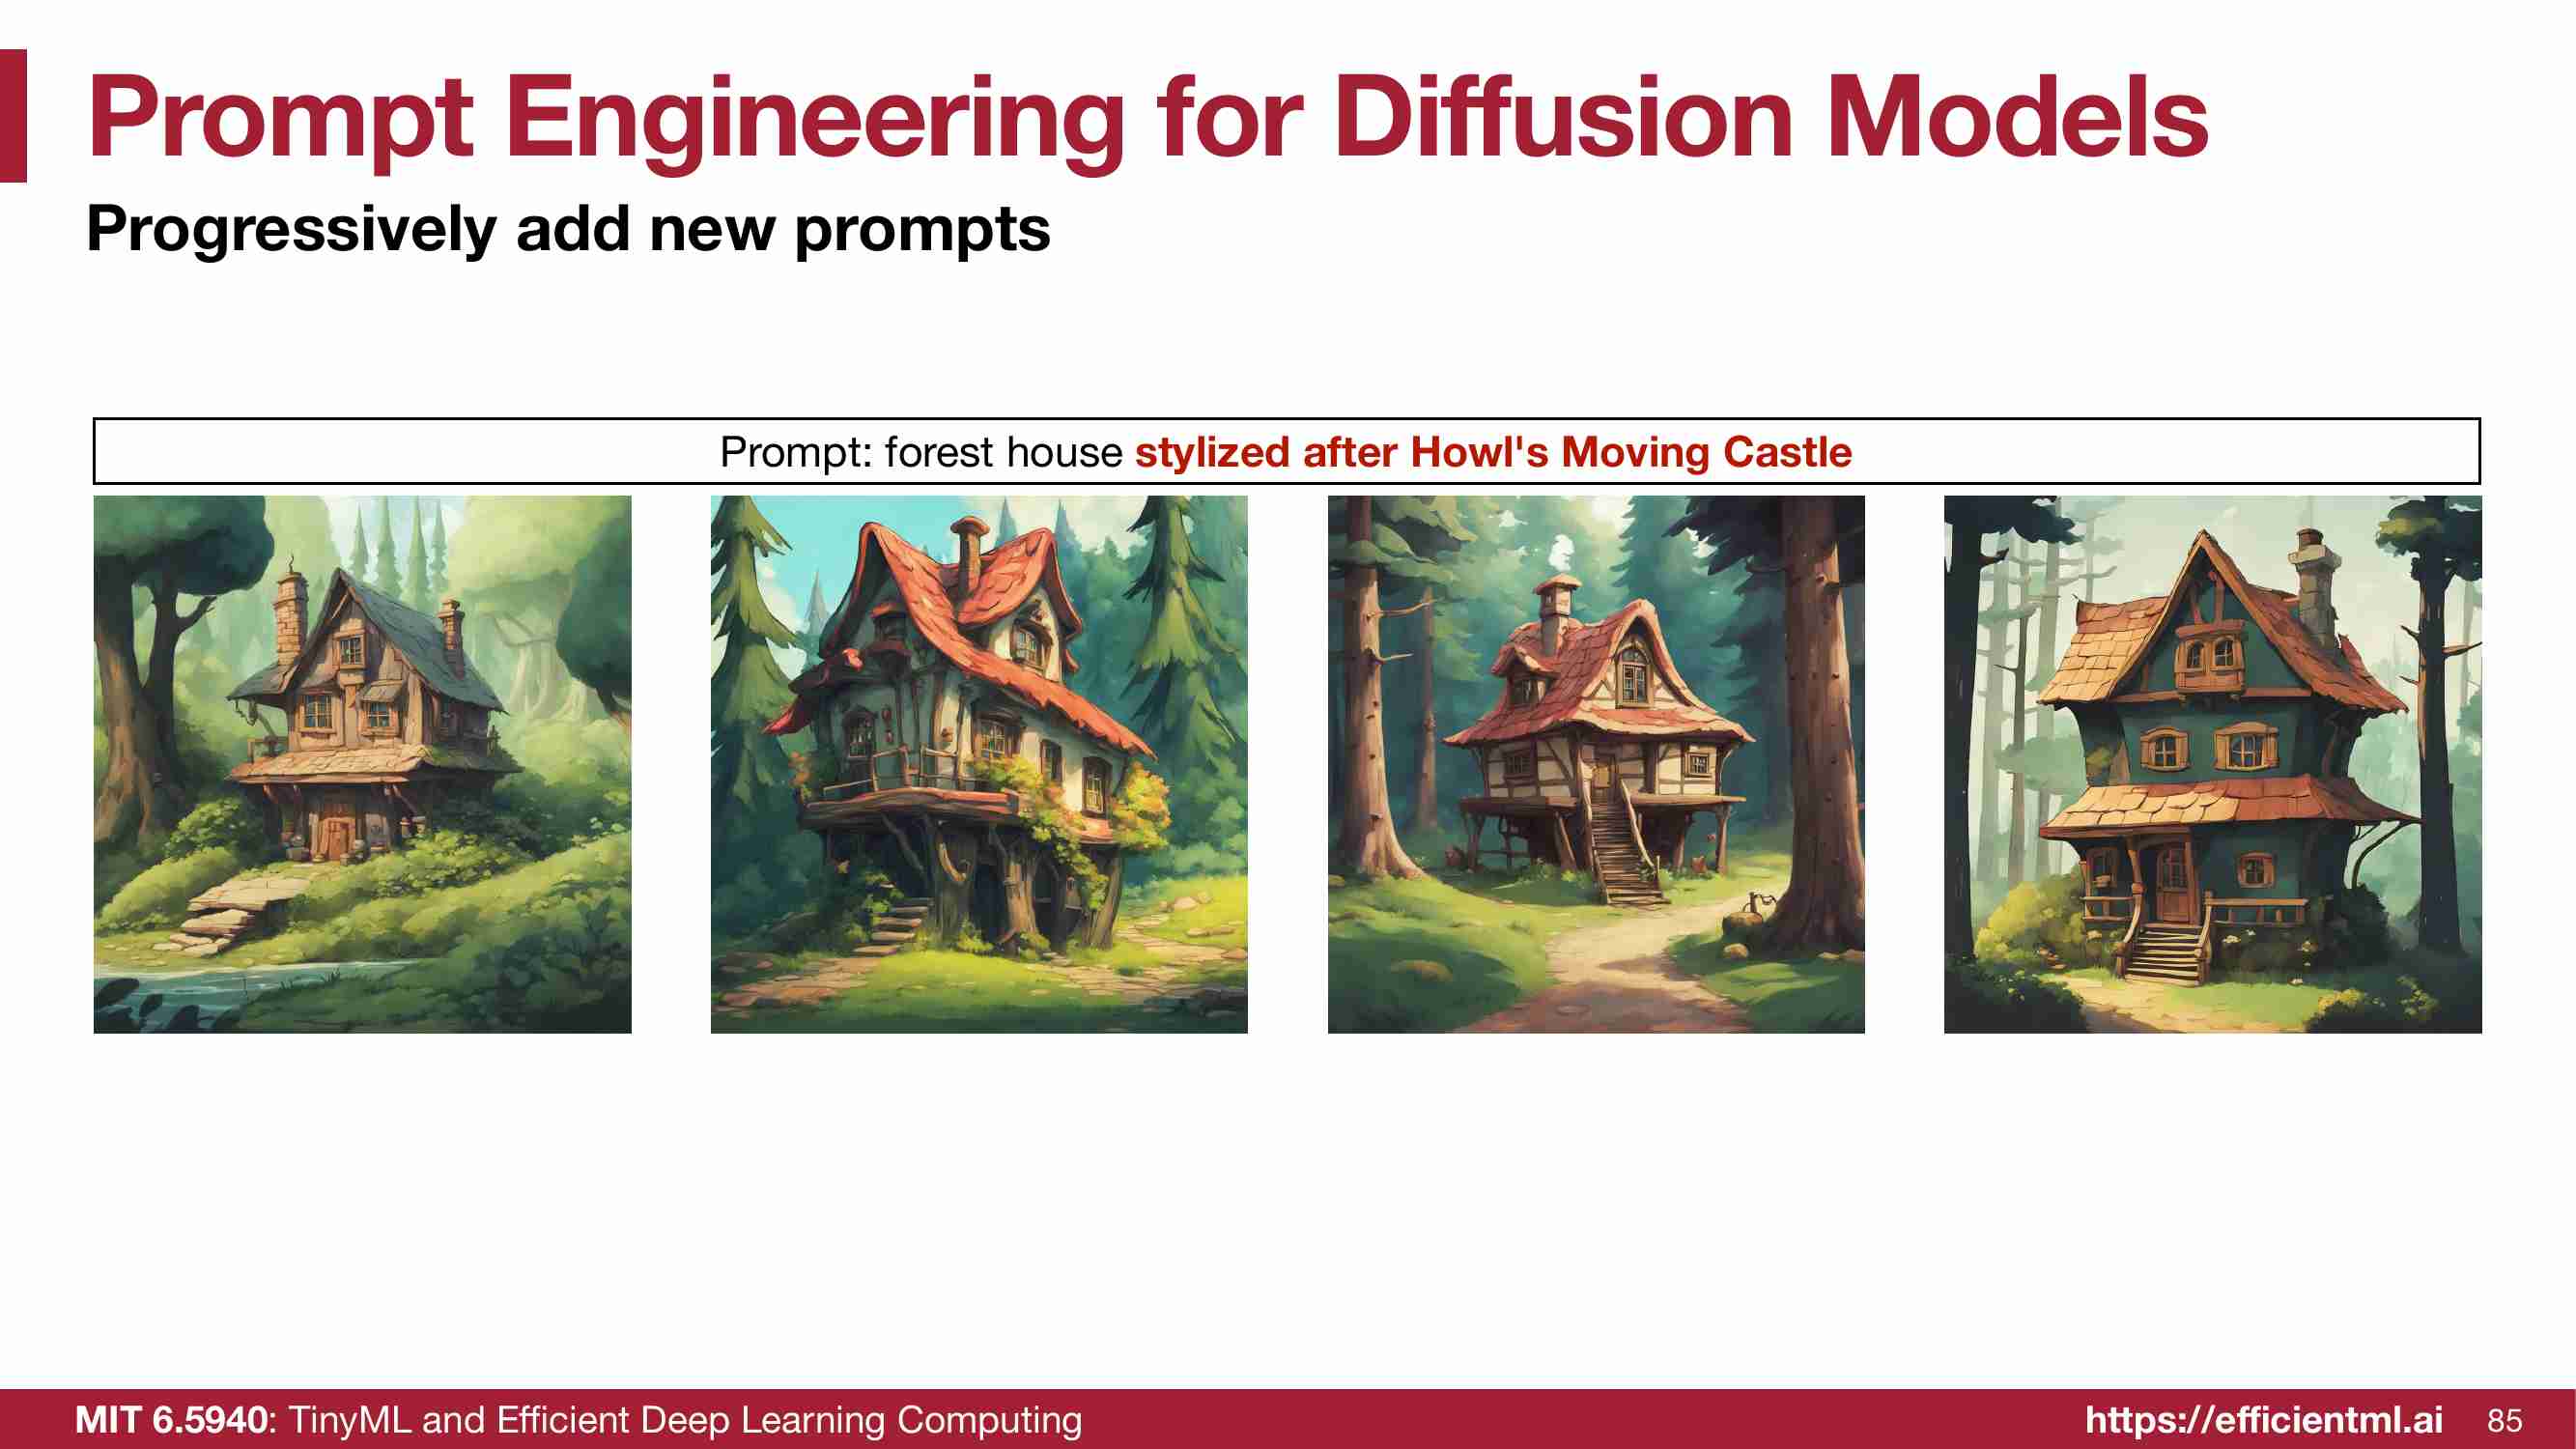 Prompt Engineering for Diffusion Models
Progressively add new prompts
Prompt: forest house stylized after Howl's Moving Castle
MIT 6.5940: TinyML and Efficient Deep Learning Computing
https://efficientml.ai 85